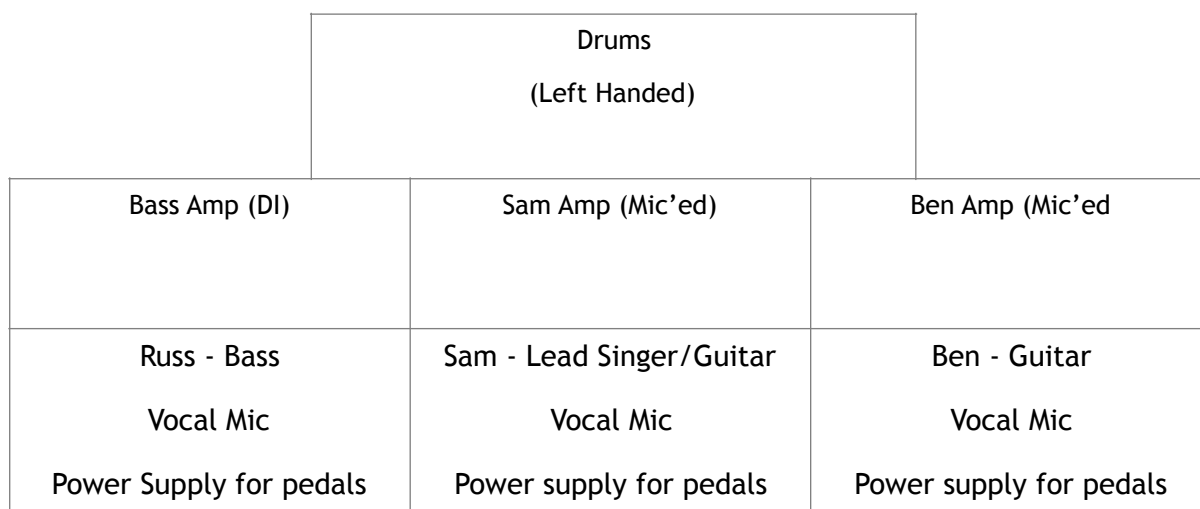 Drums
(Left Handed)
Bass Amp (DI)
Sam Amp (Mic’ed)
Ben Amp (Mic’ed
Russ - Bass
Sam - Lead Singer/Guitar
Ben - Guitar
Vocal Mic
Vocal Mic
Vocal Mic
Power Supply for pedals
Power supply for pedals
Power supply for pedals